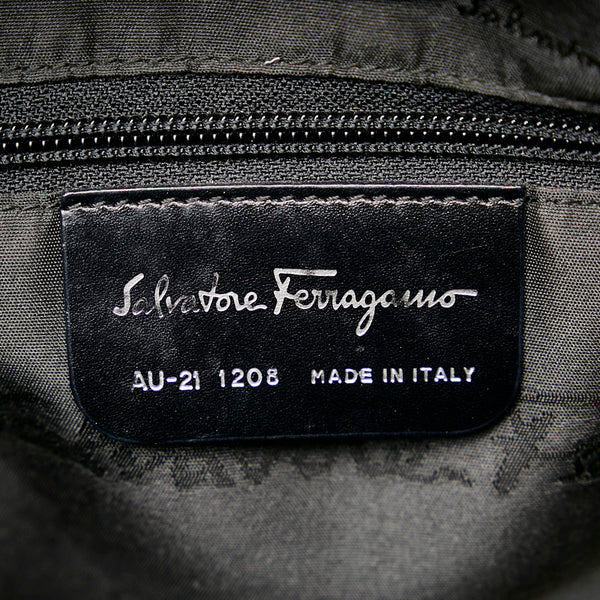 Salvatore Ferragamo
AU-21 1208 MADE IN ITALY